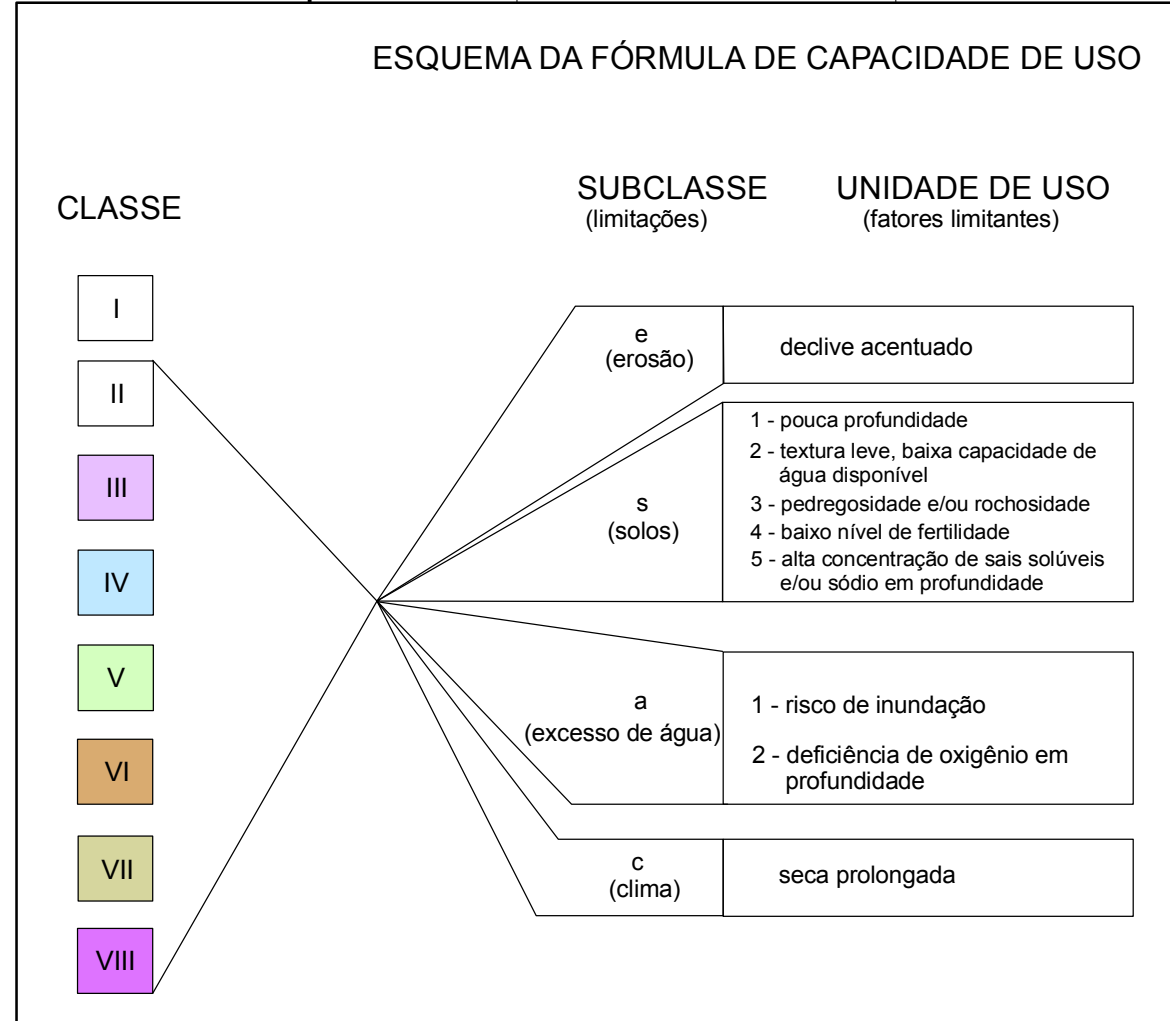 ESQUEMA DA FÓRMULA DE CAPACIDADE DE USO
CLASSE
SUBCLASSE
(limitações)
UNIDADE DE USO
(fatores limitantes)
I
II
III
IV
V
VI
VII
VIII
e
(erosão)
declive acentuado
s
(solos)
1 - pouca profundidade
2 - textura leve, baixa capacidade de
água disponível
3 - pedregosidade e/ou rochosidade
4 - baixo nível de fertilidade
5 - alta concentração de sais solúveis
e/ou sódio em profundidade
a
(excesso de água)
1 - risco de inundação
2 - deficiência de oxigênio em
profundidade
c
(clima)
seca prolongada